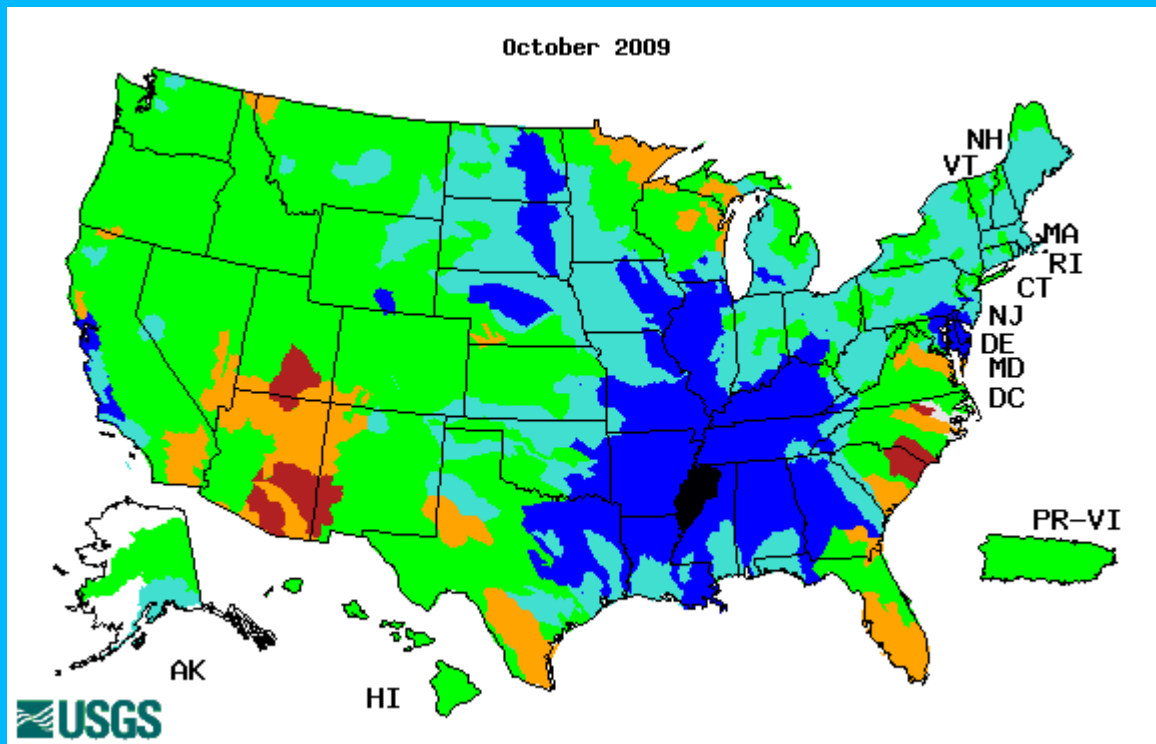 October 2009
NH
VT
MA
RI
CT
NJ
DE
MD
DC
PR-VI
AK
HI
USGS